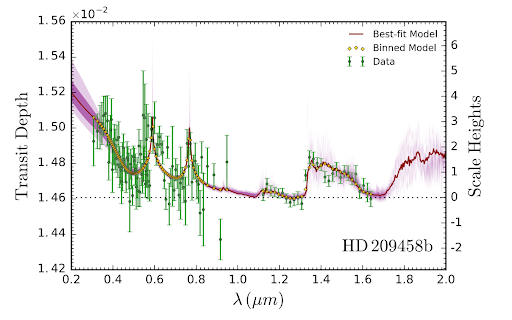 ×10⁻²
1.56
1.54
1.52
1.50
1.48
1.46
1.44
1.42
Transit Depth
Best-fit Model
Binned Model
Data
6
5
4
3
2
1
0
-1
-2
Scale Heights
HD 209458b
0.2 0.4 0.6 0.8 1.0 1.2 1.4 1.6 1.8 2.0
λ (μm)